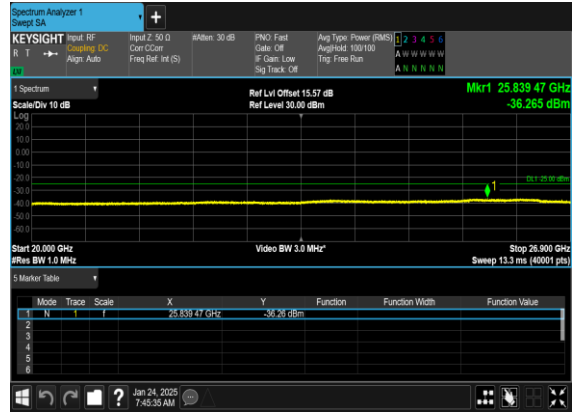 Spectrum Analyzer 1
Swept SA
+
KEYSIGHT Input: RF Input Z: 50 Ω #Atten: 30 dB PNO: Fast Avg Type: Power (RMS) 1 2 3 4 5 6
R T Coupling: DC Corr CCorr Gate: Off Avg|Hold: 100/100 A W W W W W
Align: Auto Freq Ref: Int (S) IF Gain: Low Trig: Free Run
Sig Track: Off A N N N N N
1 Spectrum Ref Lvl Offset 15.57 dB Mkr1 25.839 47 GHz
Scale/Div 10 dB Ref Level 30.00 dBm -36.265 dBm
Log
20.0
10.0
0.00
-10.0
-20.0
DL1 -25.00 dBm
1
-30.0
-40.0
-50.0
-60.0
Start 20.000 GHz Video BW 3.0 MHz* Stop 26.900 GHz
#Res BW 1.0 MHz Sweep 13.3 ms (40001 pts)
5 Marker Table
Mode Trace Scale X Y Function Function Width Function Value
1 N 1 f 25.839 47 GHz -36.26 dBm
2
3
4
5
6
? Jan 24, 2025
7:45:35 AM